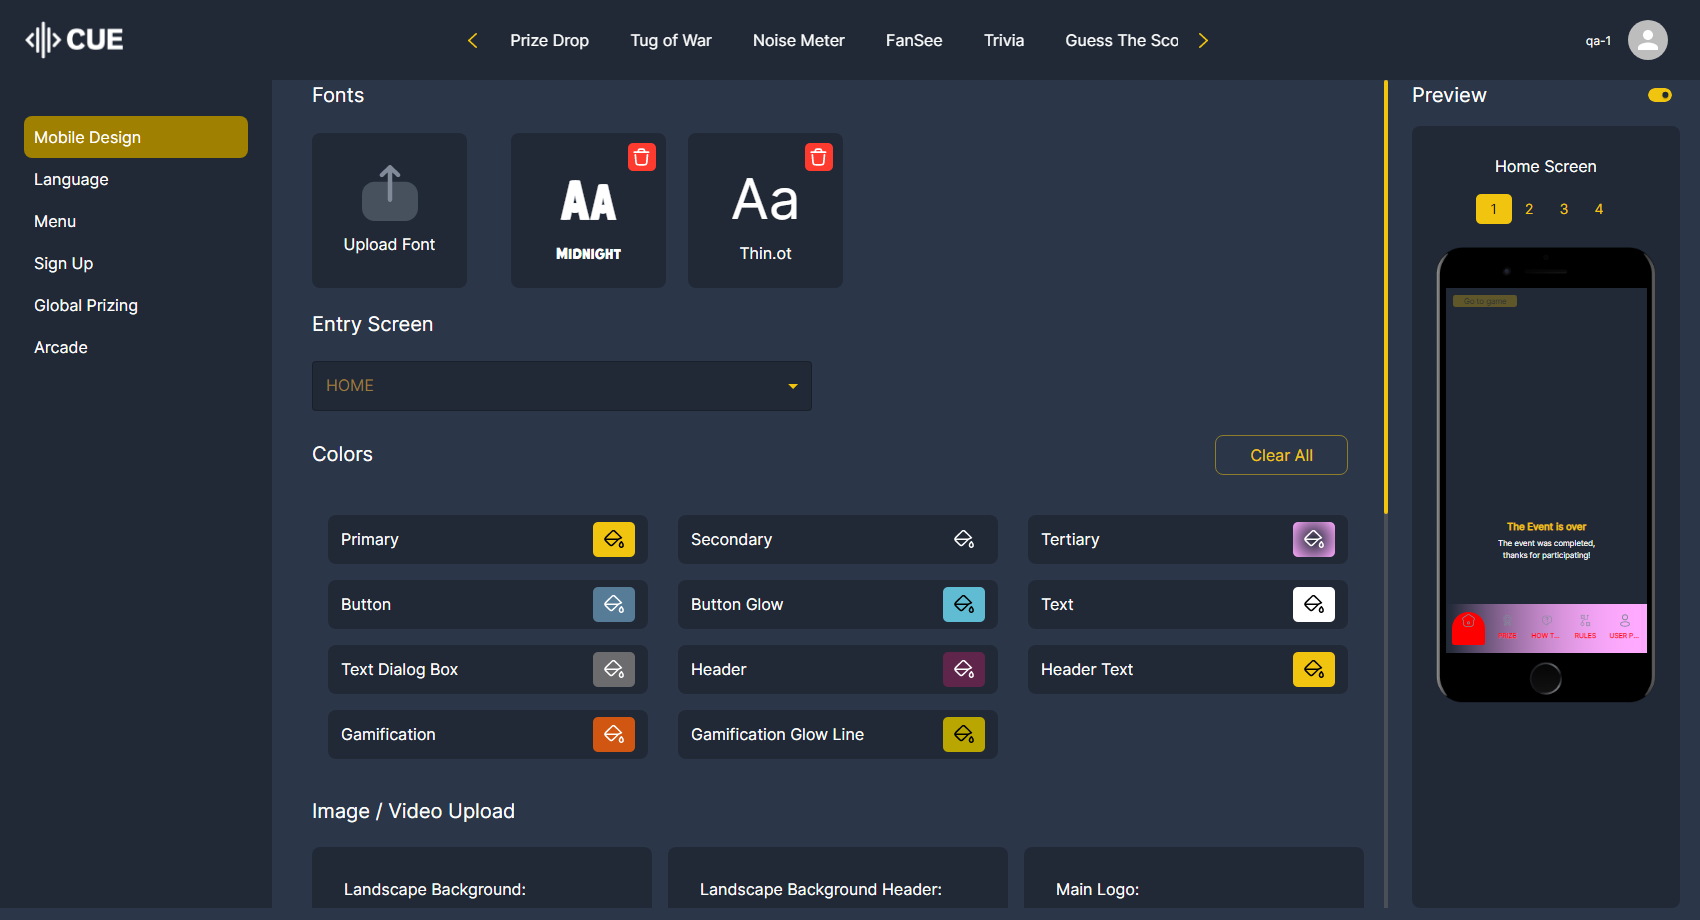 CUE
Prize Drop
Tug of War
Noise Meter
FanSee
Trivia
Guess The Sco
qa-1
Mobile Design
Language
Menu
Sign Up
Global Prizing
Arcade
Fonts
Upload Font
AA
MIDNIGHT
Aa
Thin.ot
Entry Screen
HOME
Colors
Clear All
Primary
Secondary
Tertiary
Button
Button Glow
Text
Text Dialog Box
Header
Header Text
Gamification
Gamification Glow Line
Image / Video Upload
Landscape Background:
Landscape Background Header:
Main Logo:
Preview
Home Screen
1 2 3 4
Go to game
The Event is over
The event was completed,
thanks for participating!
PRIZE
HOW T...
RULES
USER P...